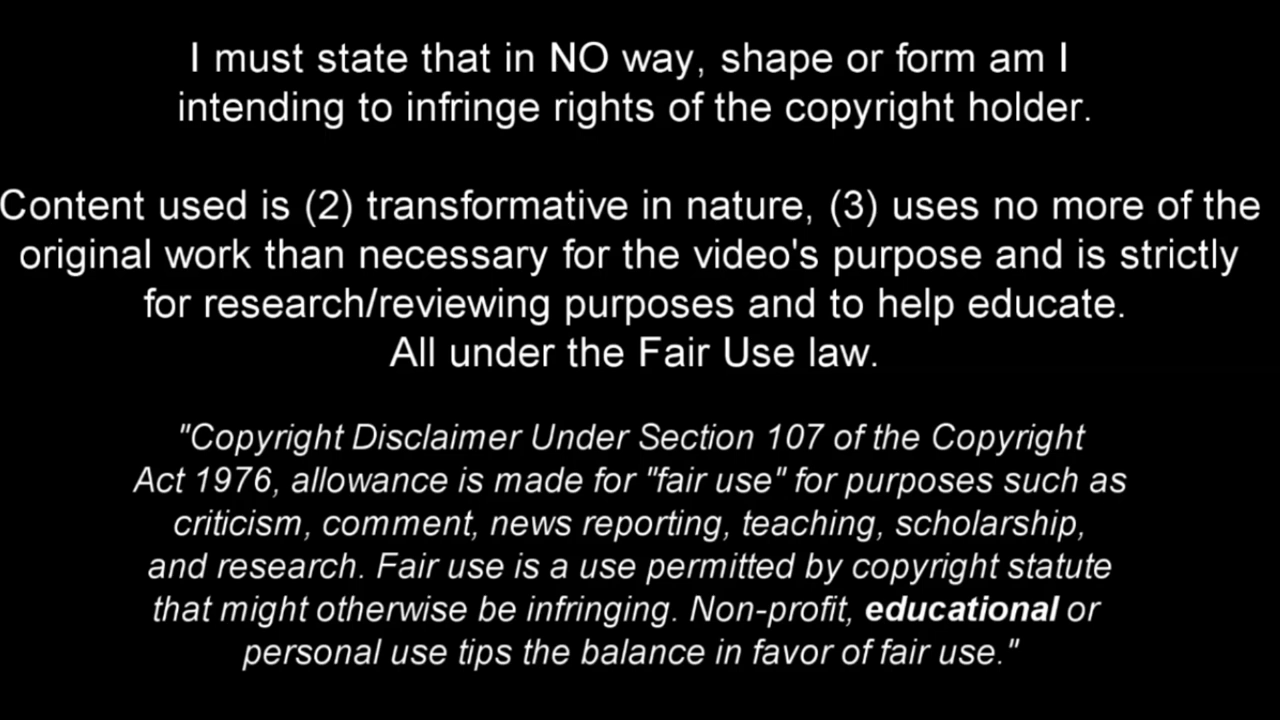 I must state that in NO way, shape or form am I
intending to infringe rights of the copyright holder.
Content used is (2) transformative in nature, (3) uses no more of the
original work than necessary for the video's purpose and is strictly
for research/reviewing purposes and to help educate.
All under the Fair Use law.
"Copyright Disclaimer Under Section 107 of the Copyright
Act 1976, allowance is made for "fair use" for purposes such as
criticism, comment, news reporting, teaching, scholarship,
and research. Fair use is a use permitted by copyright statute
that might otherwise be infringing. Non-profit, educational or
personal use tips the balance in favor of fair use."